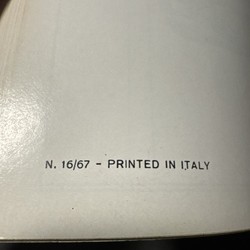 N. 16/67 – PRINTED IN ITALY